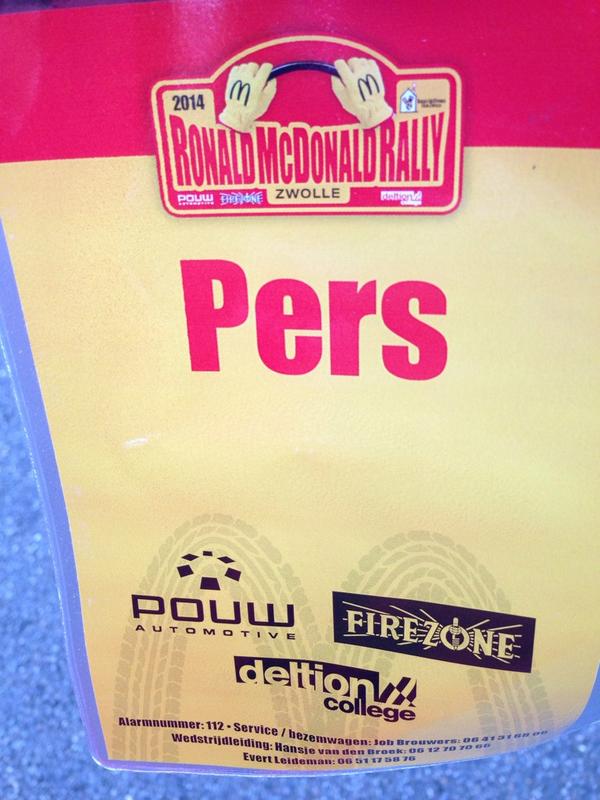 2014
RONALD McDONALD RALLY
POUW AUTOMOTIVE FIREZONE ZWOLLE deltion college
Pers
POUW
AUTOMOTIVE
FIREZONE
deltion
college
Alarmnummer: 112 • Service / bezemwagen: Job Brouwers: 06 41 31 68
Wedstrijdleiding: Hansje van den Broek: 06 12 70 70 66
Evert Leideman: 06 51 17 58 76